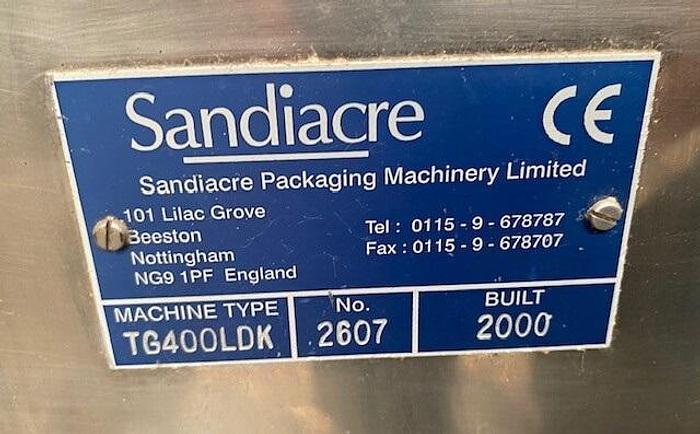 Sandiacre
CE
Sandiacre Packaging Machinery Limited
101 Lilac Grove
Beeston
Nottingham
NG9 1PF England
Tel : 0115 - 9 - 678787
Fax : 0115 - 9 - 678707
MACHINE TYPE
TG400LDK
No.
2607
BUILT
2000